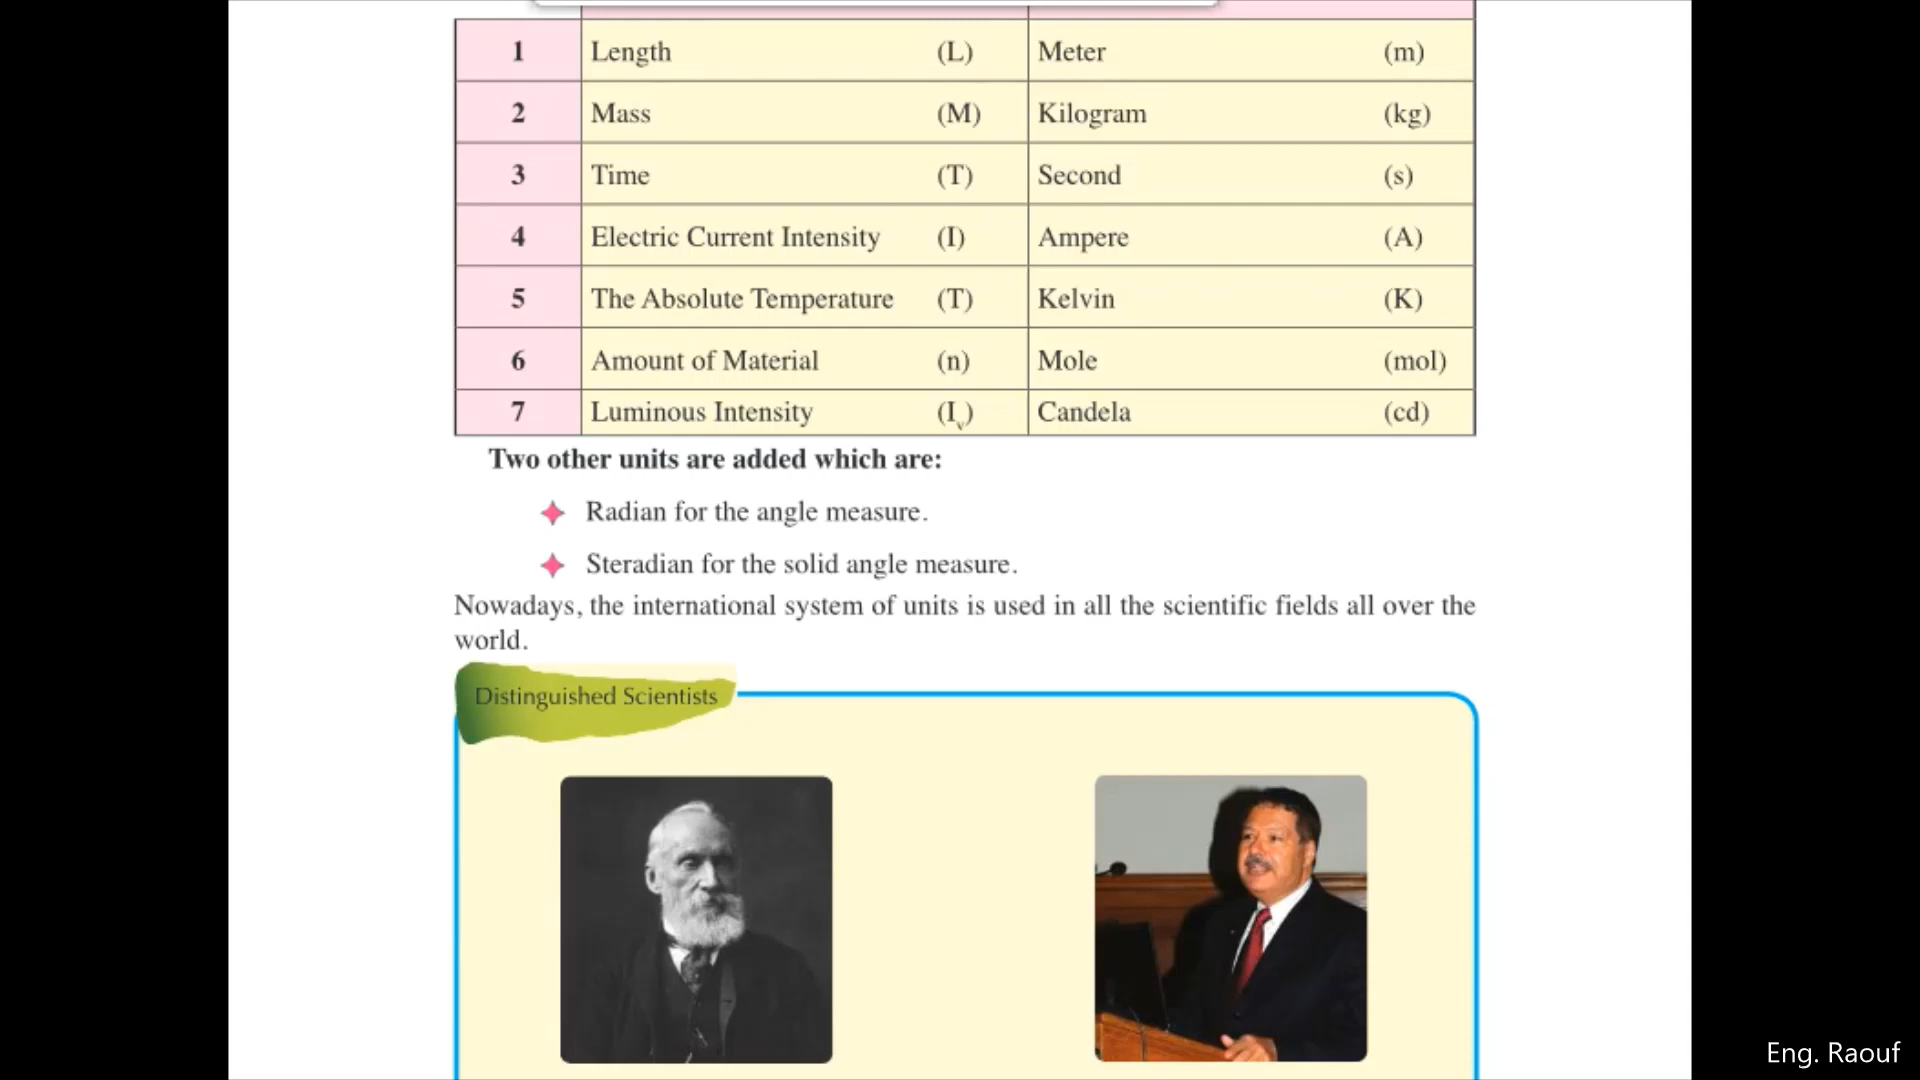 1 Length (L) Meter (m)
2 Mass (M) Kilogram (kg)
3 Time (T) Second (s)
4 Electric Current Intensity (I) Ampere (A)
5 The Absolute Temperature (T) Kelvin (K)
6 Amount of Material (n) Mole (mol)
7 Luminous Intensity (Iv) Candela (cd)
Two other units are added which are:
Radian for the angle measure.
Steradian for the solid angle measure.
Nowadays, the international system of units is used in all the scientific fields all over the
world.
Distinguished Scientists
Eng. Raouf